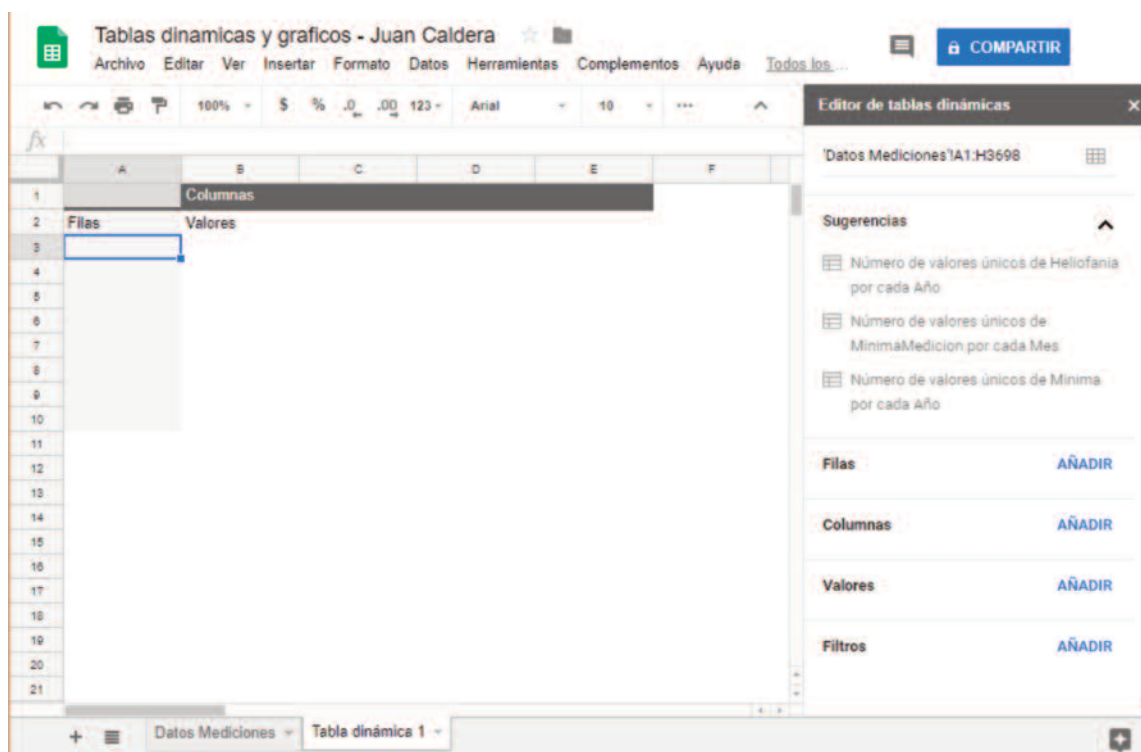 Tablas dinamicas y graficos - Juan Caldera
Archivo Editar Ver Insertar Formato Datos Herramientas Complementos Ayuda Todos los ...
COMPARTIR
100% $ % .0 .00 123 Arial 10 ...
fx
Editor de tablas dinámicas x
'Datos Mediciones'!A1:H3698
A B C D E F
1 Columnas
2 Filas Valores
3
4
5
6
7
8
9
10
11
12
13
14
15
16
17
18
19
20
21
Sugerencias
Número de valores únicos de Heliofania
por cada Año
Número de valores únicos de
MinimaMedicion por cada Mes
Número de valores únicos de Minima
por cada Año
Filas AÑADIR
Columnas AÑADIR
Valores AÑADIR
Filtros AÑADIR
+ Datos Mediciones Tabla dinámica 1